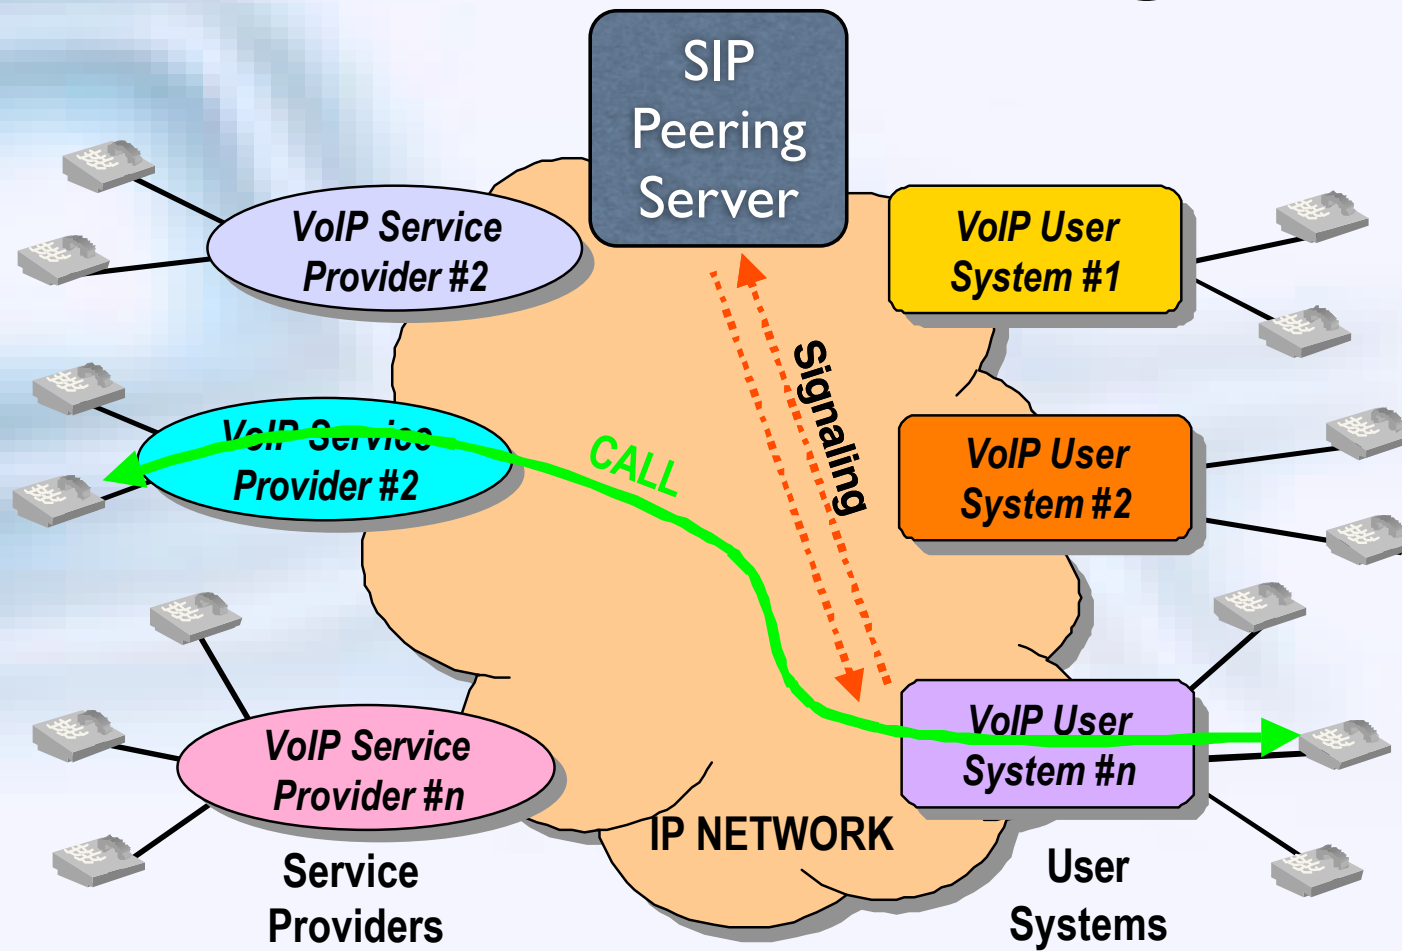 SIP
Peering
Server
VoIP Service
Provider #2
VoIP User
System #1
Signaling
VoIP Service
Provider #2
CALL
VoIP User
System #2
VoIP Service
Provider #n
VoIP User
System #n
IP NETWORK
Service
Providers
User
Systems